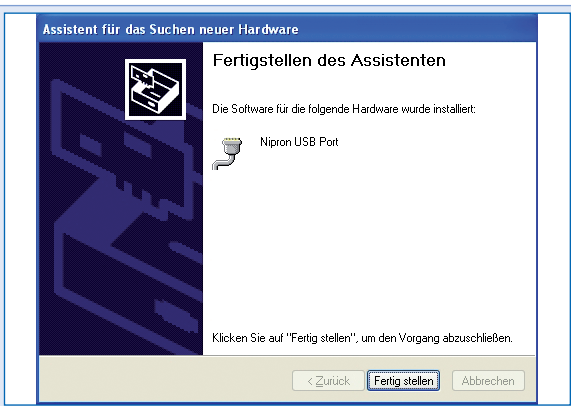 Assistent für das Suchen neuer Hardware
Fertigstellen des Assistenten
Die Software für die folgende Hardware wurde installiert:
Nipron USB Port
Klicken Sie auf "Fertig stellen", um den Vorgang abzuschließen.
< Zurück Fertig stellen Abbrechen